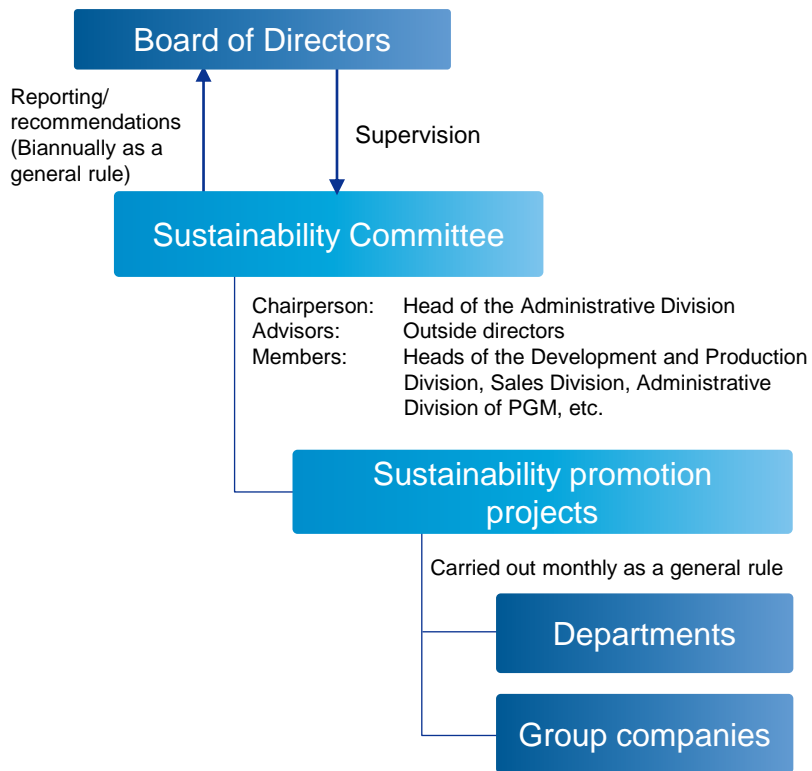 Board of Directors
Reporting/
recommendations
(Biannually as a
general rule)
Supervision
Sustainability Committee
Chairperson: Head of the Administrative Division
Advisors: Outside directors
Members: Heads of the Development and Production
Division, Sales Division, Administrative
Division of PGM, etc.
Sustainability promotion
projects
Carried out monthly as a general rule
Departments
Group companies